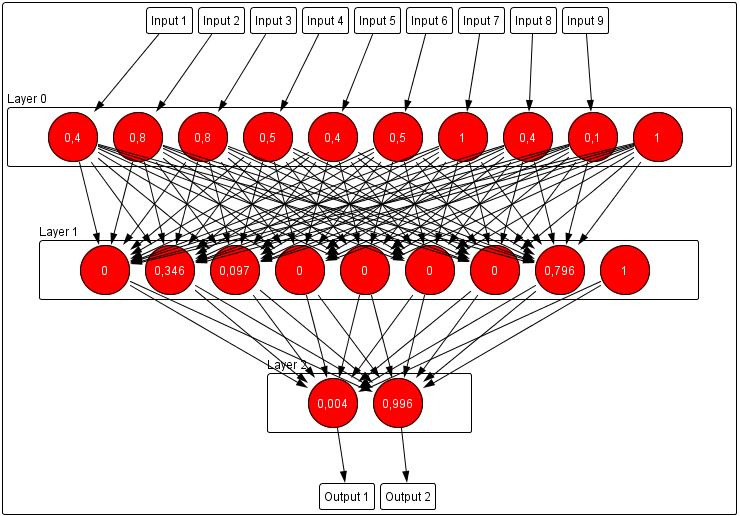 Input 1 Input 2 Input 3 Input 4 Input 5 Input 6 Input 7 Input 8 Input 9
Layer 0
0,4 0,8 0,8 0,5 0,4 0,5 1 0,4 0,1 1
Layer 1
0 0,346 0,097 0 0 0 0 0,796 1
Layer 2
0,004 0,996
Output 1 Output 2